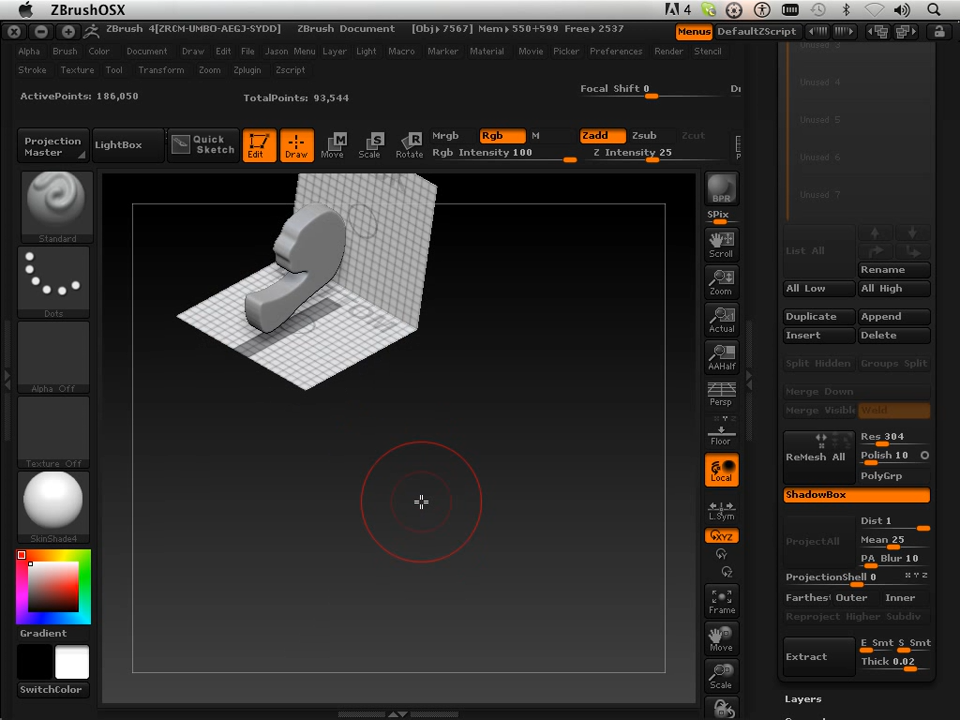 ZBrushOSX
4
ZBrush 4[ZRCM-UMBO-AEGJ-SYDD] ZBrush Document [Obj> 7567] Mem> 550+599 Free> 2537 Menus DefaultZScript
Alpha Brush Color Document Draw Edit File Jason Menu Layer Light Macro Marker Material Movie Picker Preferences Render Stencil
Stroke Texture Tool Transform Zoom Zplugin Zscript
ActivePoints: 186,050
TotalPoints: 93,544
Focal Shift 0
Projection Master
LightBox
Quick Sketch
Edit
Draw
Move
Scale
Rotate
Mrgb Rgb M
Rgb Intensity 100
Zadd Zsub Zcut
Z Intensity 25
Standard
Dots
Alpha Off
Texture Off
SkinShade4
Gradient
SwitchColor
BPR
SPix
Scroll
Zoom
Actual
AAHalf
Persp
Floor
Local
L.Sym
XYZ
Y
Z
Frame
Move
Scale
Unused 3
Unused 4
Unused 5
Unused 6
Unused 7
List All
Rename
All Low All High
Duplicate Append
Insert Delete
Split Hidden Groups Split
Merge Down
Merge Visibl Weld
ReMesh All
Res 304
Polish 10
PolyGrp
ShadowBox
ProjectAll
Dist 1
Mean 25
PA Blur 10
ProjectionShell 0 X Y Z
Farthest Outer Inner
Reproject Higher Subdiv
Extract
E Smt S Smt
Thick 0.02
Layers